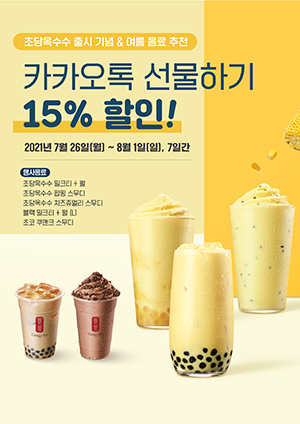 초당옥수수 출시 기념 & 여름 음료 추천
카카오톡 선물하기
15% 할인!
2021년 7월 26일(월) ~ 8월 1일(일), 7일간
행사음료
초당옥수수 밀크티 + 펄
초당옥수수 팝핑 스무디
초당옥수수 치즈쥬얼리 스무디
블랙 밀크티 + 펄 (L)
초코 쿠앤크 스무디